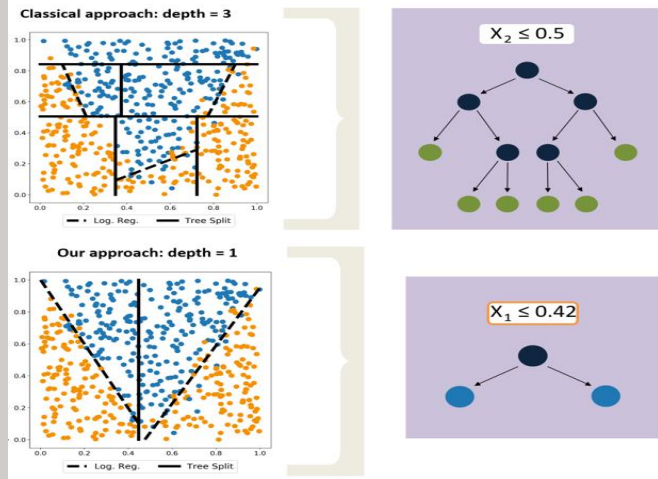 Classical approach: depth = 3
1.0
0.8
0.6
0.4
0.2
0.0
0.0 0.2 0.4 0.6 0.8 1.0
Log. Reg. Tree Split
X₂ ≤ 0.5
Our approach: depth = 1
1.0
0.8
0.6
0.4
0.2
0.0
0.0 0.2 0.4 0.6 0.8 1.0
Log. Reg. Tree Split
X₁ ≤ 0.42